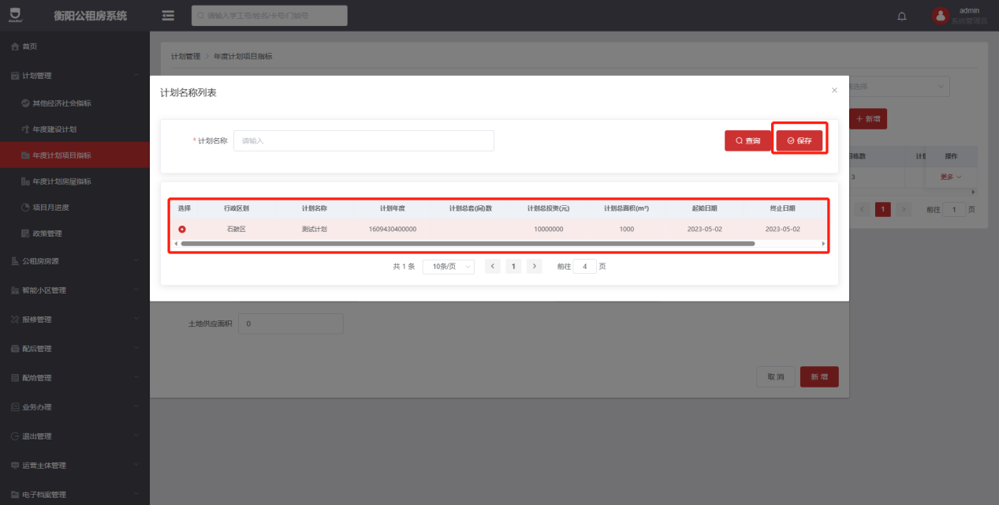 衡阳公租房系统
请输入学工号/姓名/卡号/门锁号
admin
系统管理员
首页
计划管理
其他经济社会指标
年度建设计划
年度计划项目指标
年度计划房屋指标
项目月进度
政策管理
公租房房源
智能小区管理
报修管理
配后管理
配给管理
业务办理
退出管理
运营主体管理
电子档案管理
计划管理 > 年度计划项目指标
计划名称列表
请选择
+ 新增
* 计划名称 请输入 查询 保存
目栋数 操作
3 更多
选择 行政区划 计划名称 计划年度 计划总套(间)数 计划总投资(元) 计划总面积(m²) 起始日期 终止日期
石鼓区 测试计划 1609430400000 10000000 1000 2023-05-02 2023-05-02
1 前往 1 页
共 1 条 10条/页 < 1 > 前往 4 页
土地供应面积 0
取 消 新 增